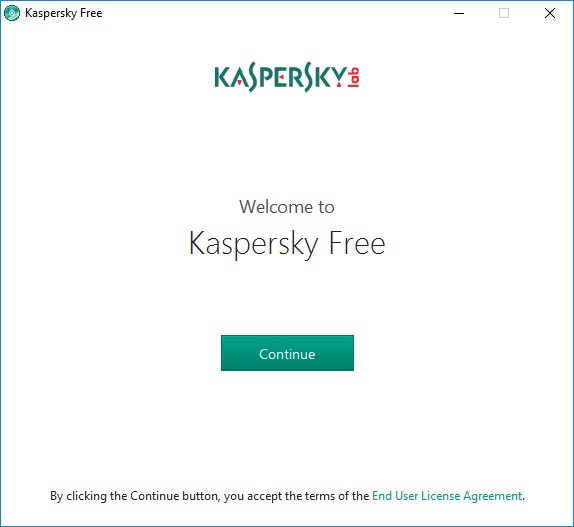 Kaspersky Free
KASPERSKY lab
Welcome to
Kaspersky Free
Continue
By clicking the Continue button, you accept the terms of the End User License Agreement.